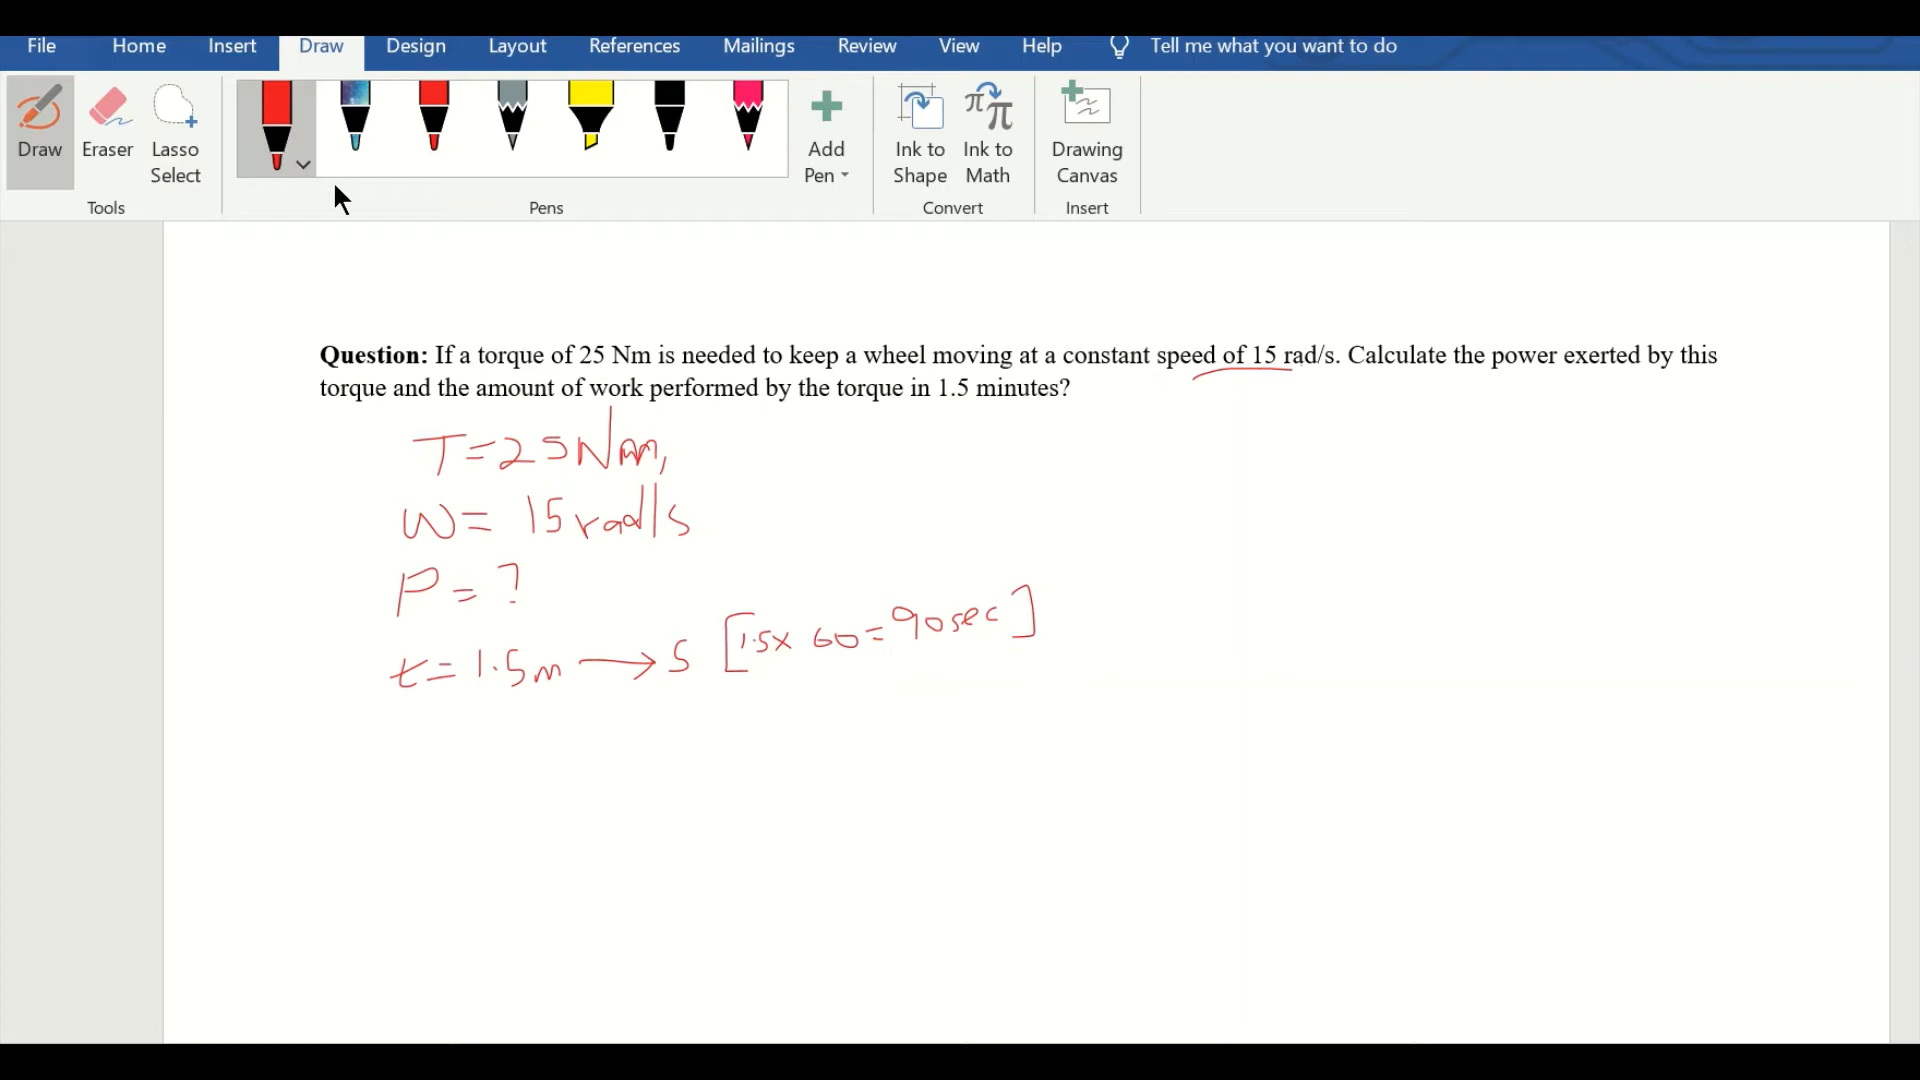 File Home Insert Draw Design Layout References Mailings Review View Help Tell me what you want to do
Draw Eraser Lasso Select
Add Pen
Ink to Shape
Ink to Math
Drawing Canvas
Tools Pens Convert Insert
Question: If a torque of 25 Nm is needed to keep a wheel moving at a constant speed of 15 rad/s. Calculate the power exerted by this
torque and the amount of work performed by the torque in 1.5 minutes?
T=25Nm,
W= 15rad/s
P=?
t=1.5m → S [1.5x 60=90sec]